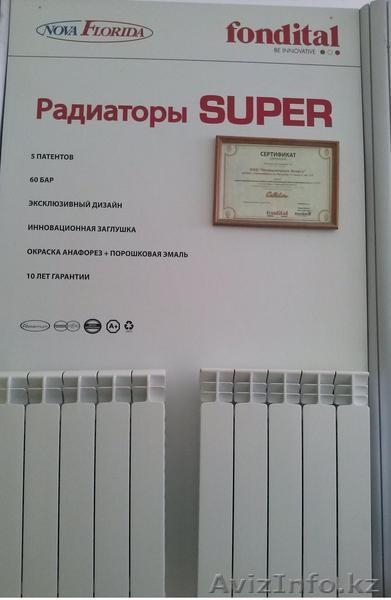 NOVA FLORIDA
fondital
BE INNOVATIVE
Радиаторы SUPER
5 ПАТЕНТОВ
60 БАР
ЭКСКЛЮЗИВНЫЙ ДИЗАЙН
ИННОВАЦИОННАЯ ЗАГЛУШКА
ОКРАСКА АНАФОРЕЗ + ПОРОШКОВАЯ ЭМАЛЬ
10 ЛЕТ ГАРАНТИИ
СЕРТИФИКАТ
fondital
A+
AvizInfo.kz